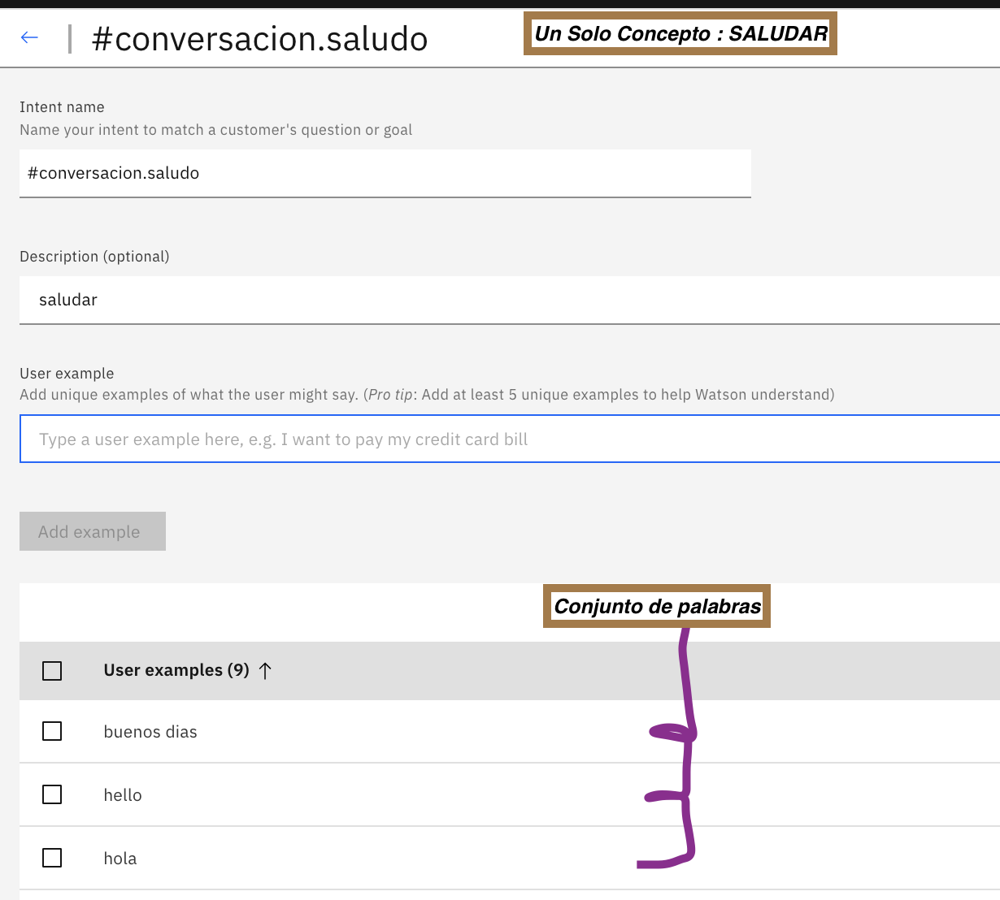 #conversacion.saludo
Un Solo Concepto : SALUDAR
Intent name
Name your intent to match a customer's question or goal
#conversacion.saludo
Description (optional)
saludar
User example
Add unique examples of what the user might say. (Pro tip: Add at least 5 unique examples to help Watson understand)
Type a user example here, e.g. I want to pay my credit card bill
Add example
Conjunto de palabras
User examples (9) ↑
buenos dias
hello
hola